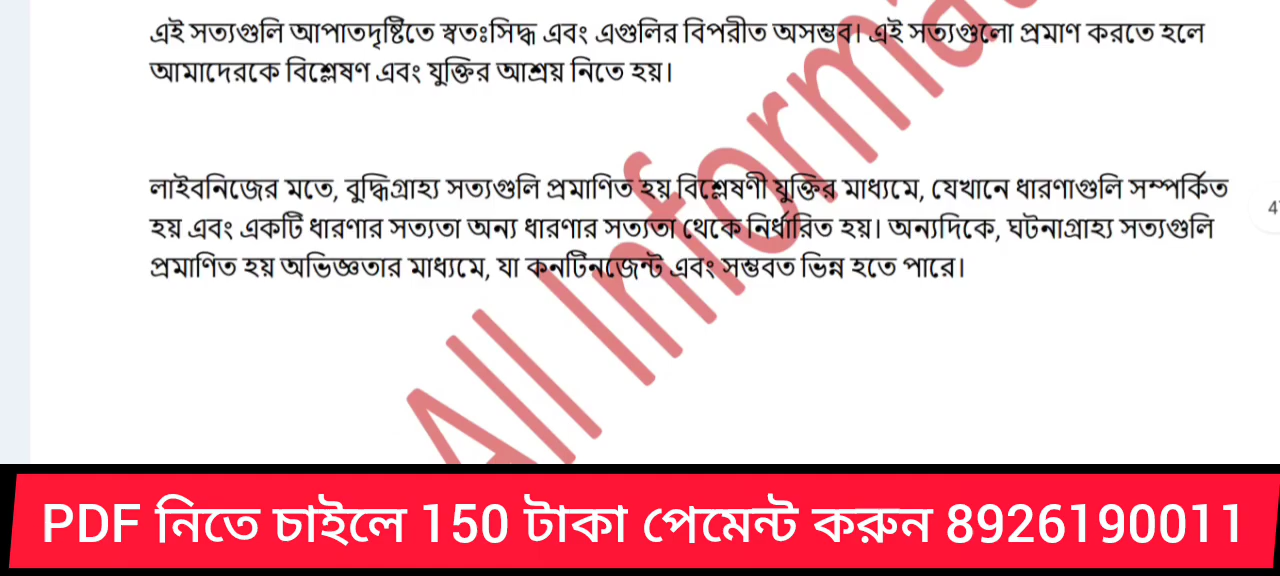 এই সত্যগুলি আপাতদৃষ্টিতে স্বতঃসিদ্ধ এবং এগুলির বিপরীত অসম্ভব। এই সত্যগুলো প্রমাণ করতে হলে
আমাদেরকে বিশ্লেষণ এবং যুক্তির আশ্রয় নিতে হয়।
লাইবনিজের মতে, বুদ্ধিগ্রাহ্য সত্যগুলি প্রমাণিত হয় বিশ্লেষণী যুক্তির মাধ্যমে, যেখানে ধারণাগুলি সম্পর্কিত
হয় এবং একটি ধারণার সত্যতা অন্য ধারণার সত্যতা থেকে নির্ধারিত হয়। অন্যদিকে, ঘটনাগ্রাহ্য সত্যগুলি
প্রমাণিত হয় অভিজ্ঞতার মাধ্যমে, যা কনটিনজেন্ট এবং সম্ভবত ভিন্ন হতে পারে।
All
PDF নিতে চাইলে 150 টাকা পেমেন্ট করুন 8926190011